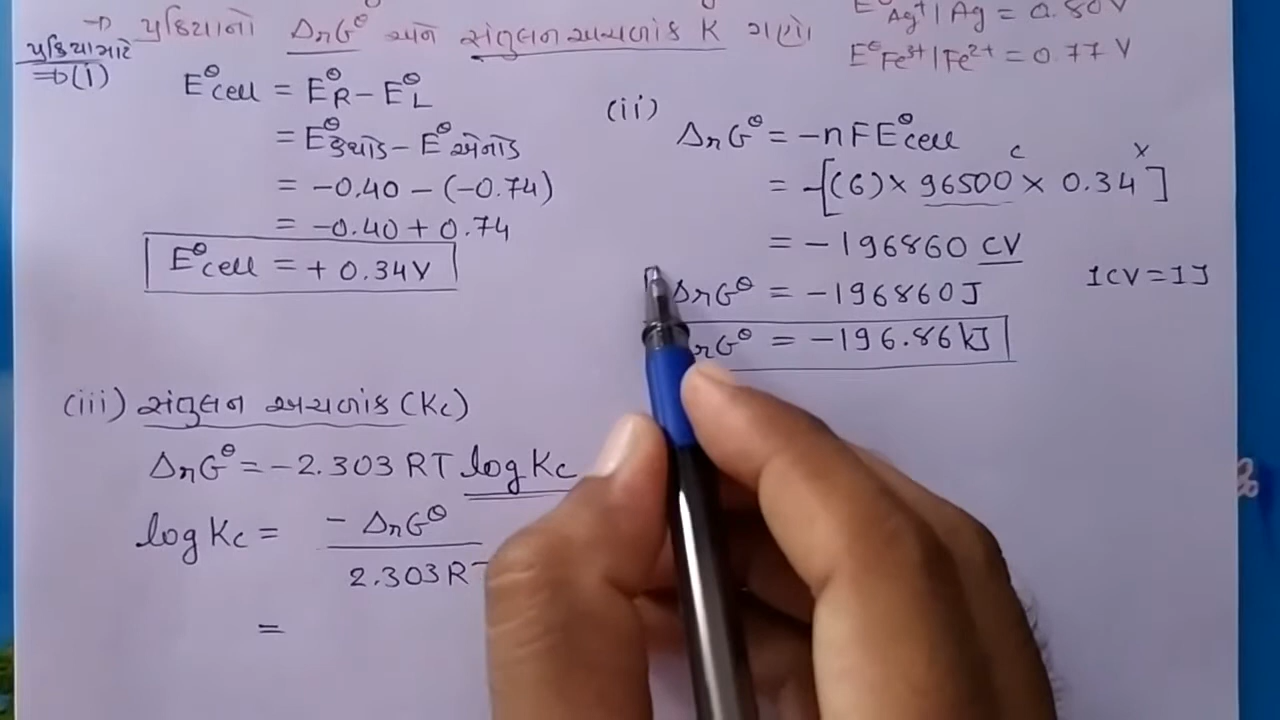 → પ્રક્રિયાનો ΔrG⊖ અને સંતુલન અચળાંક K ગણો
E⊖ Ag⁺|Ag = 0.80V
E⊖ Fe³⁺|Fe²⁺ = 0.77 V
પ્રક્રિયા માટે
⇒ (i)
E⊖cell = E⊖R − E⊖L
= E⊖કેથોડ − E⊖એનોડ
= −0.40 − (−0.74)
= −0.40 + 0.74
E⊖cell = + 0.34V
(ii)
ΔrG⊖ = −nFE⊖cell
= −[(6) × 96500 C × 0.34 V]
= −196860 CV
ΔrG⊖ = −196860J
1CV = 1J
rG⊖ = −196.86 kJ
(iii) સંતુલન અચળાંક (Kc)
ΔrG⊖ = −2.303 RT log Kc
log Kc = − ΔrG⊖
2.303 RT
=